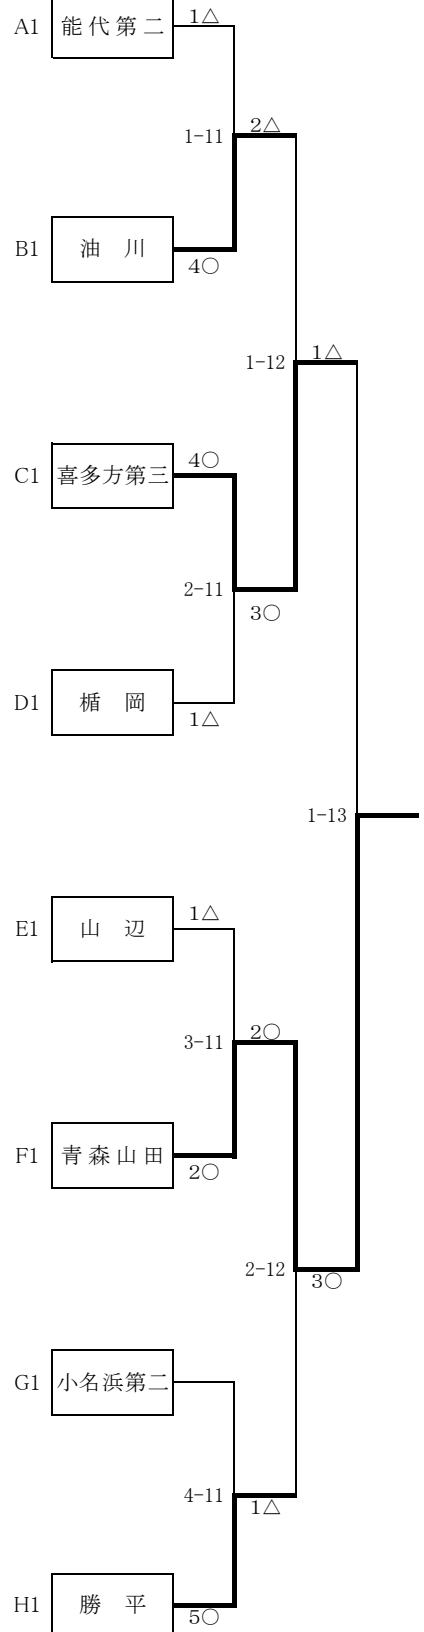 A1 能代第二 1△
1-11 2△
B1 油川 4○
1-12 1△
C1 喜多方第三 4○
2-11 3○
D1 楯岡 1△
1-13
E1 山辺 1△
3-11 2○
F1 青森山田 2○
2-12 3○
G1 小名浜第二
4-11 1△
H1 勝平 5○